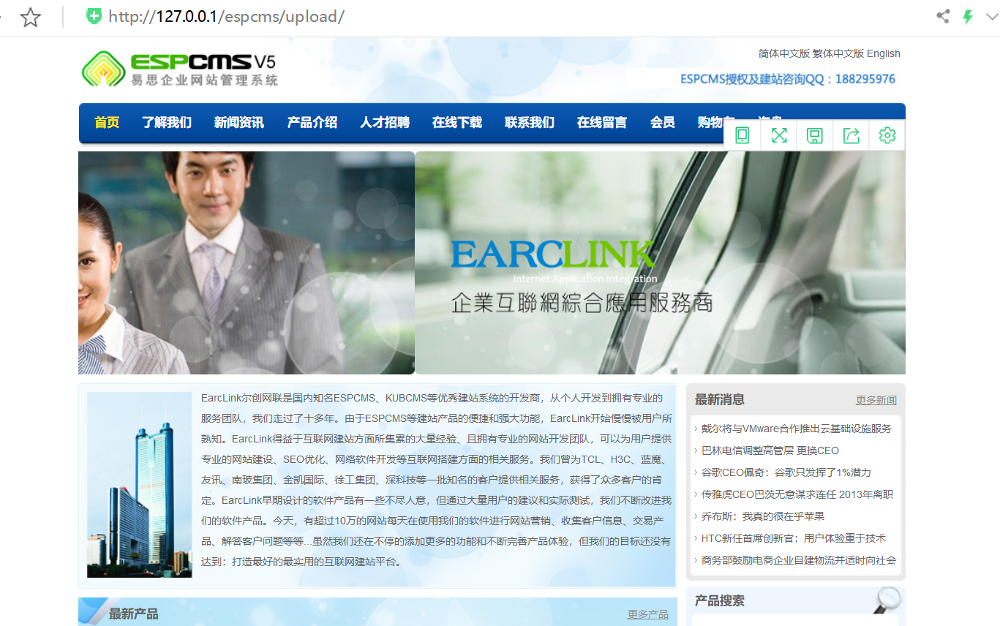 http://127.0.0.1/espcms/upload/
简体中文版 繁体中文版 English
ESPCMS V5
易思企业网站管理系统
ESPCMS授权及建站咨询QQ：188295976
首页 了解我们 新闻资讯 产品介绍 人才招聘 在线下载 联系我们 在线留言 会员 购物
EARCLINK
Internet Application Integration
企業互聯網綜合應用服務商
EarcLink尔创网联是国内知名ESPCMS、KUBCMS等优秀建站系统的开发商，从个人开发到拥有专业的
服务团队，我们走过了十多年。由于ESPCMS等建站产品的便捷和强大功能，EarcLink开始慢慢被用户所
熟知。EarcLink得益于互联网建站方面所集累的大量经验、且拥有专业的网站开发团队，可以为用户提供
专业的网站建设、SEO优化、网络软件开发等互联网搭建方面的相关服务。我们曾为TCL、H3C、蓝魔、
友讯、南玻集团、金凯国际、徐工集团、深科技等一批知名的客户提供相关服务，获得了众多客户的肯
定。EarcLink早期设计的软件产品有一些不尽人意，但通过大量用户的建议和实际测试，我们不断改进我
们的软件产品。今天，有超过10万的网站每天在使用我们的软件进行网站营销、收集客户信息、交易产
品、解答客户问题等等...虽然我们还在不停的添加更多的功能和不断完善产品体验，但我们的目标还没有
达到：打造最好的最实用的互联网建站平台。
最新消息 更多新闻
戴尔将与VMware合作推出云基础设施服务
巴林电信调整高管层 更换CEO
谷歌CEO佩奇：谷歌只发挥了1%潜力
传雅虎CEO巴茨无意谋求连任 2013年离职
乔布斯：我真的很在乎苹果
HTC新任首席创新官：用户体验重于技术
商务部鼓励电商企业自建物流并适时向社会
最新产品 更多产品
产品搜索